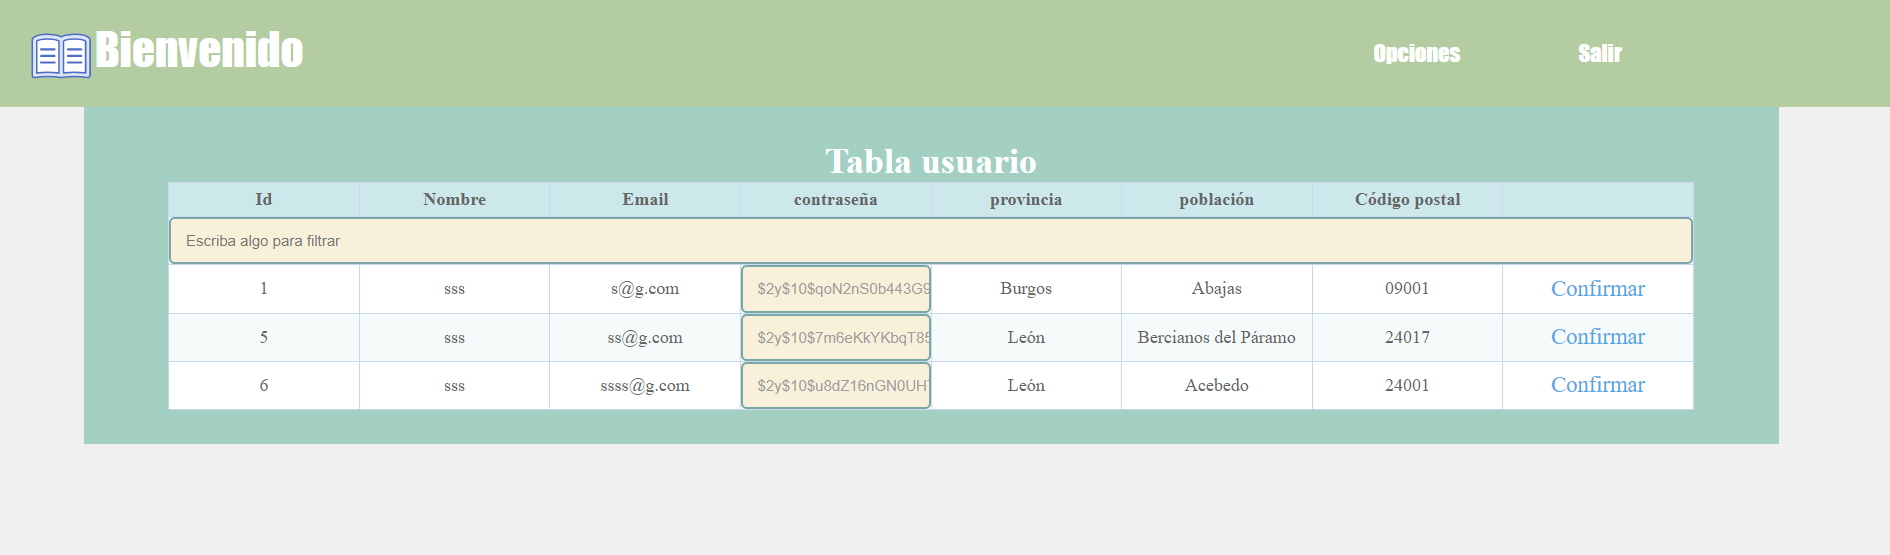 Bienvenido Opciones Salir
Tabla usuario
Id Nombre Email contraseña provincia población Código postal
Escriba algo para filtrar
1 sss s@g.com $2y$10$qoN2nS0b443G9 Burgos Abajas 09001 Confirmar
5 sss ss@g.com $2y$10$7m6eKkYKbqT85 León Bercianos del Páramo 24017 Confirmar
6 sss ssss@g.com $2y$10$u8dZ16nGN0UH León Acebedo 24001 Confirmar